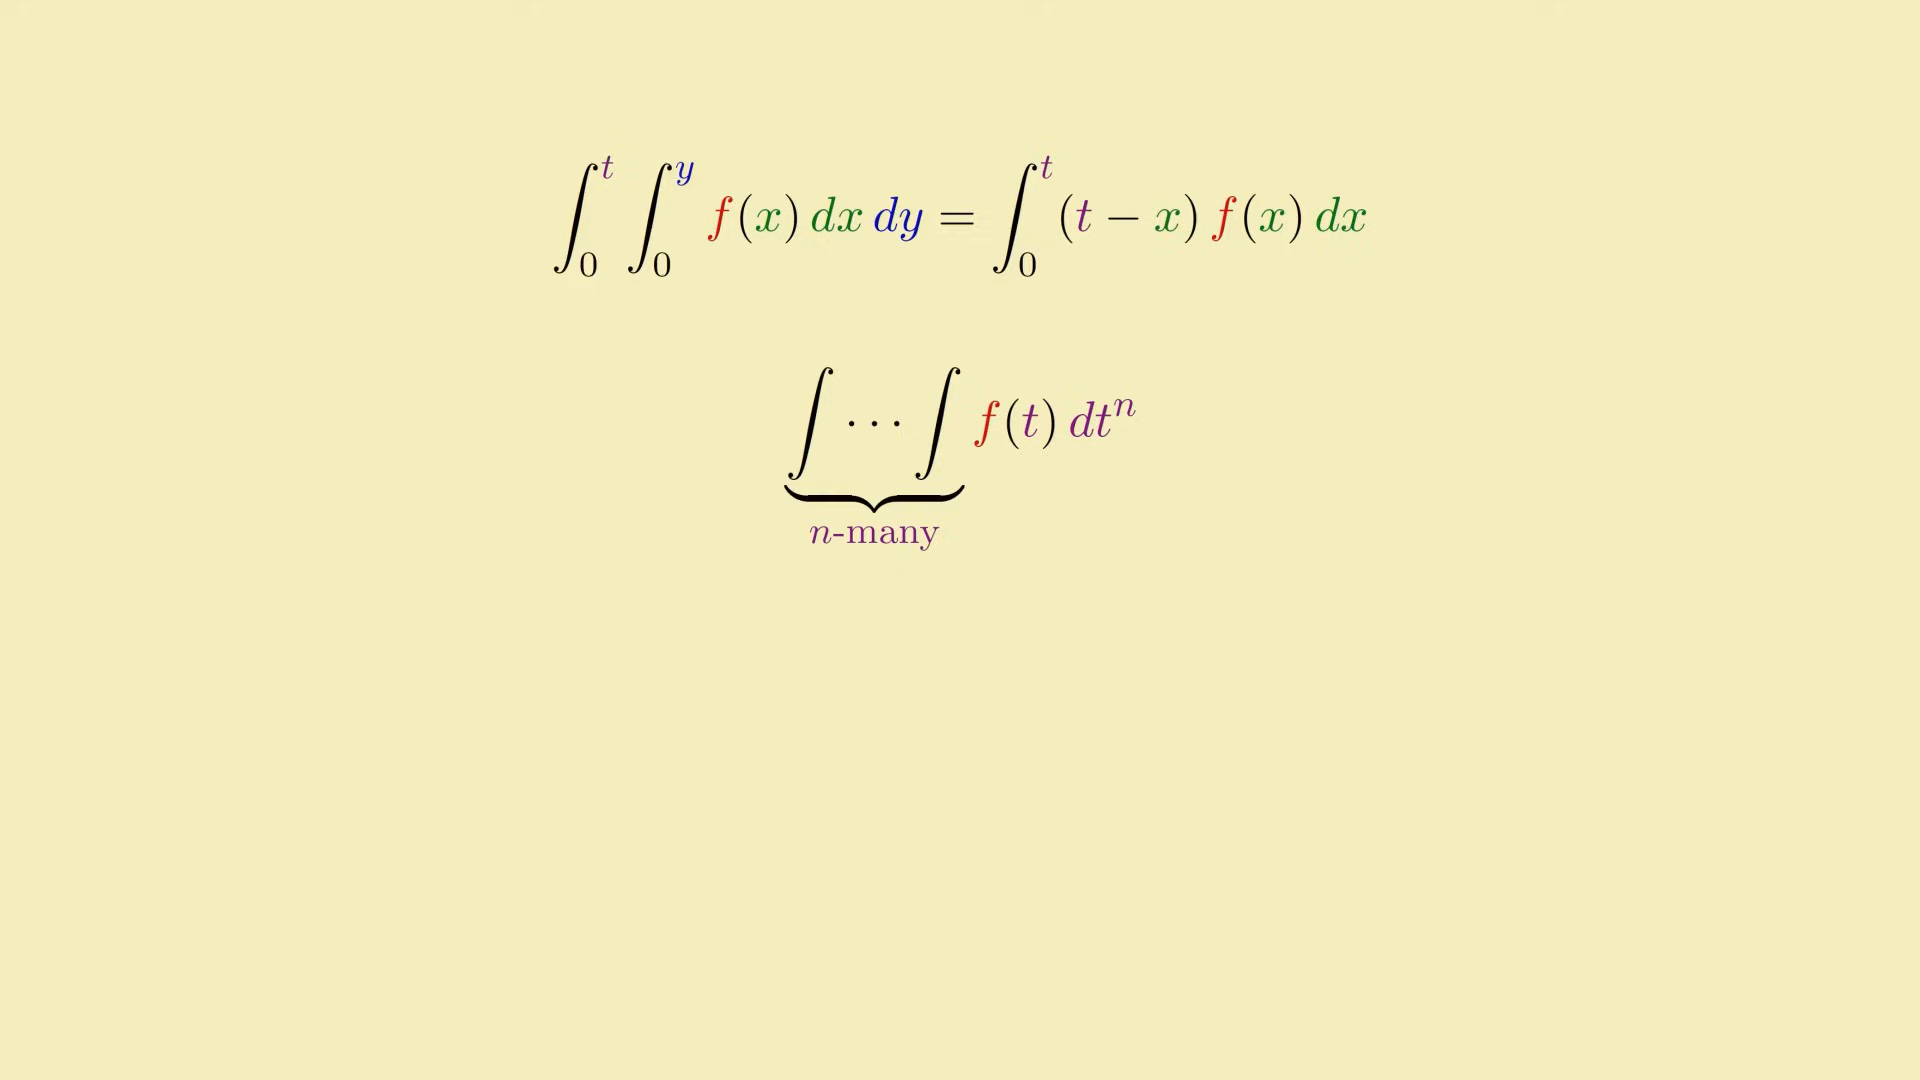 ∫₀ᵗ ∫₀ʸ f(x) dx dy = ∫₀ᵗ (t − x) f(x) dx
∫ ⋯ ∫ f(t) dtⁿ
n-many